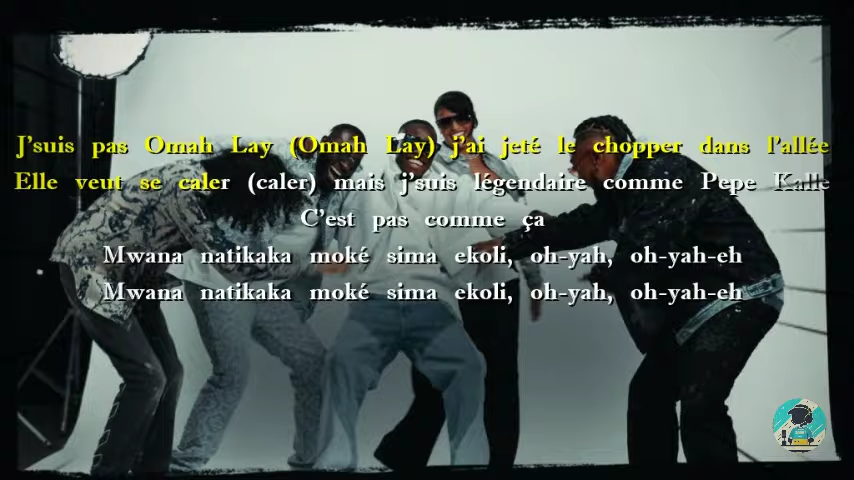 J'suis pas Omah Lay (Omah Lay) j'ai jeté le chopper dans l'allée
Elle veut se caler (caler) mais j'suis légendaire comme Pepe Kalle
C'est pas comme ça
Mwana natikaka moké sima ekoli, oh-yah, oh-yah-eh
Mwana natikaka moké sima ekoli, oh-yah, oh-yah-eh